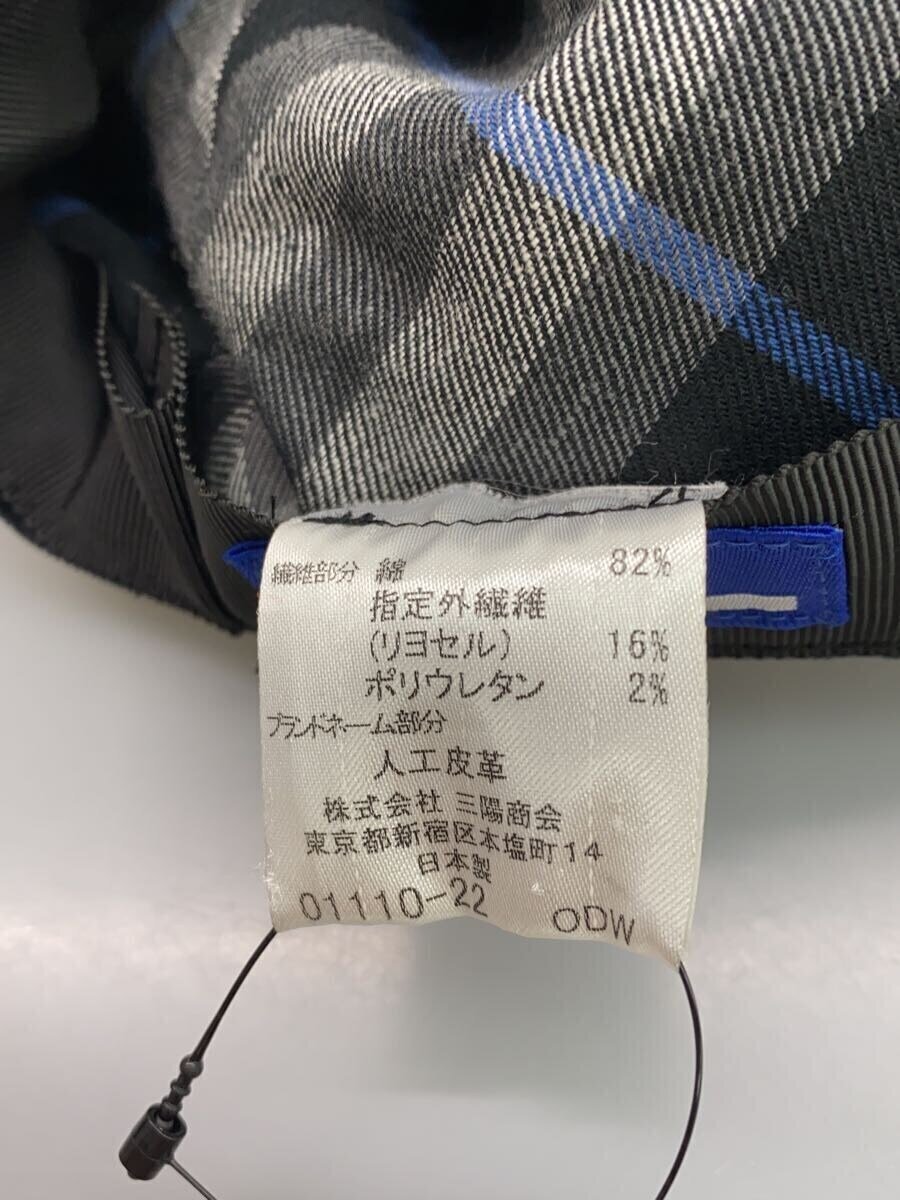 繊維部分 綿 82%
指定外繊維
(リヨセル) 16%
ポリウレタン 2%
ブランドネーム部分
人工皮革
株式会社 三陽商会
東京都新宿区本塩町14
日本製
01110-22 ODW